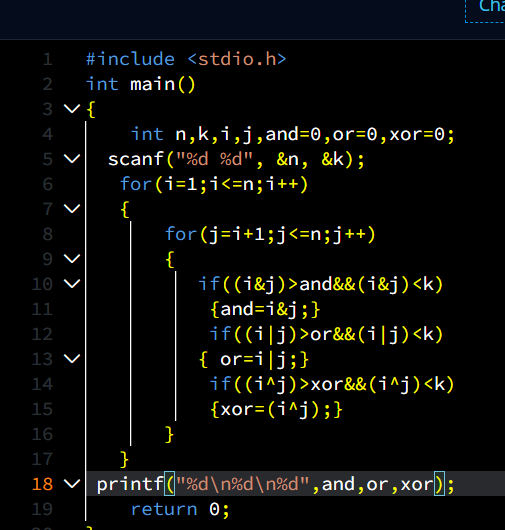 Cha
1 #include <stdio.h>
2 int main()
3 {
4 int n,k,i,j,and=0,or=0,xor=0;
5 scanf("%d %d", &n, &k);
6 for(i=1;i<=n;i++)
7 {
8 for(j=i+1;j<=n;j++)
9 {
10 if((i&j)>and&&(i&j)<k)
11 {and=i&j;}
12 if((i|j)>or&&(i|j)<k)
13 { or=i|j;}
14 if((i^j)>xor&&(i^j)<k)
15 {xor=(i^j);}
16 }
17 }
18 printf("%d\n%d\n%d",and,or,xor);
19 return 0;